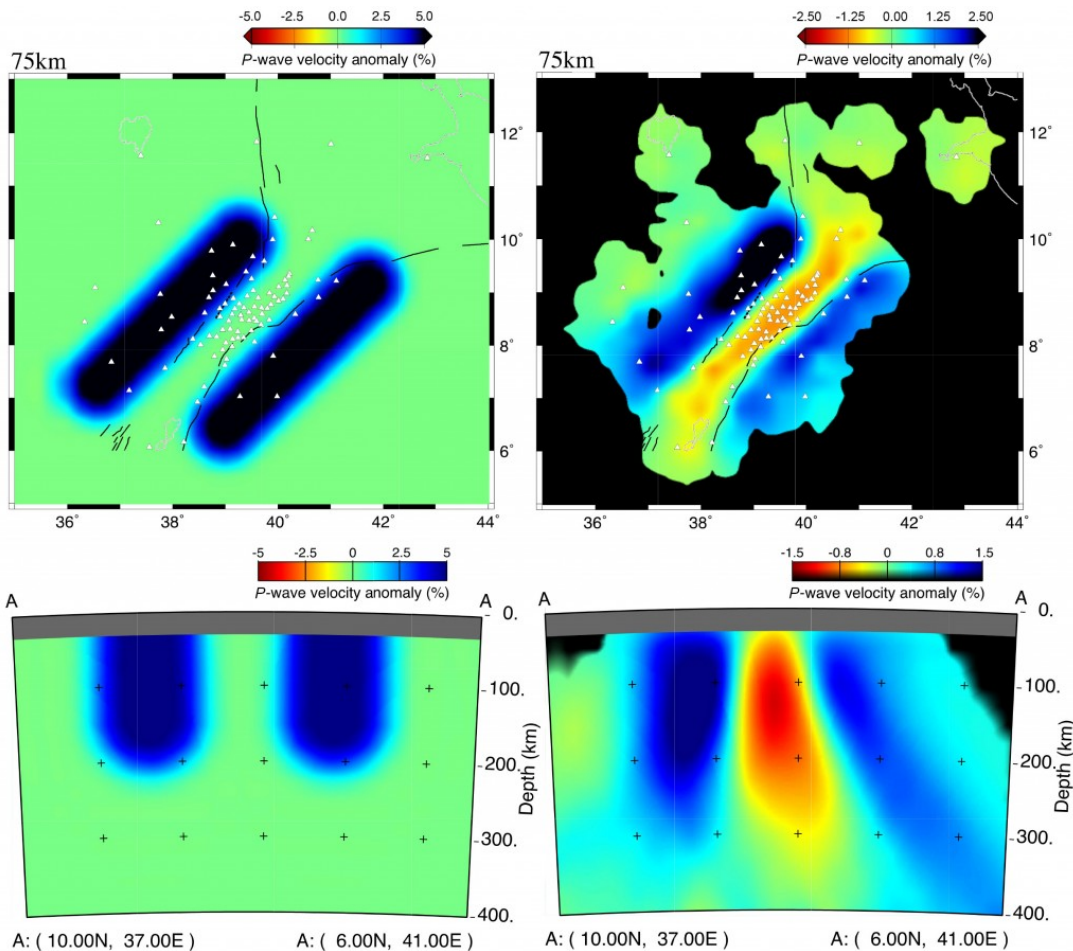 -5.0 -2.5 0.0 2.5 5.0
P-wave velocity anomaly (%)
75km
36° 38° 40° 42° 44°
-2.50 -1.25 0.00 1.25 2.50
P-wave velocity anomaly (%)
75km
12°
10°
8°
6°
36° 38° 40° 42° 44°
12°
10°
8°
6°
-5 -2.5 0 2.5 5
P-wave velocity anomaly (%)
A A
0.
-100.
-200.
-300.
-400.
Depth (km)
A: ( 10.00N, 37.00E ) A: ( 6.00N, 41.00E )
-1.5 -0.8 0 0.8 1.5
P-wave velocity anomaly (%)
A A
0.
-100.
-200.
-300.
-400.
Depth (km)
A: ( 10.00N, 37.00E ) A: ( 6.00N, 41.00E )